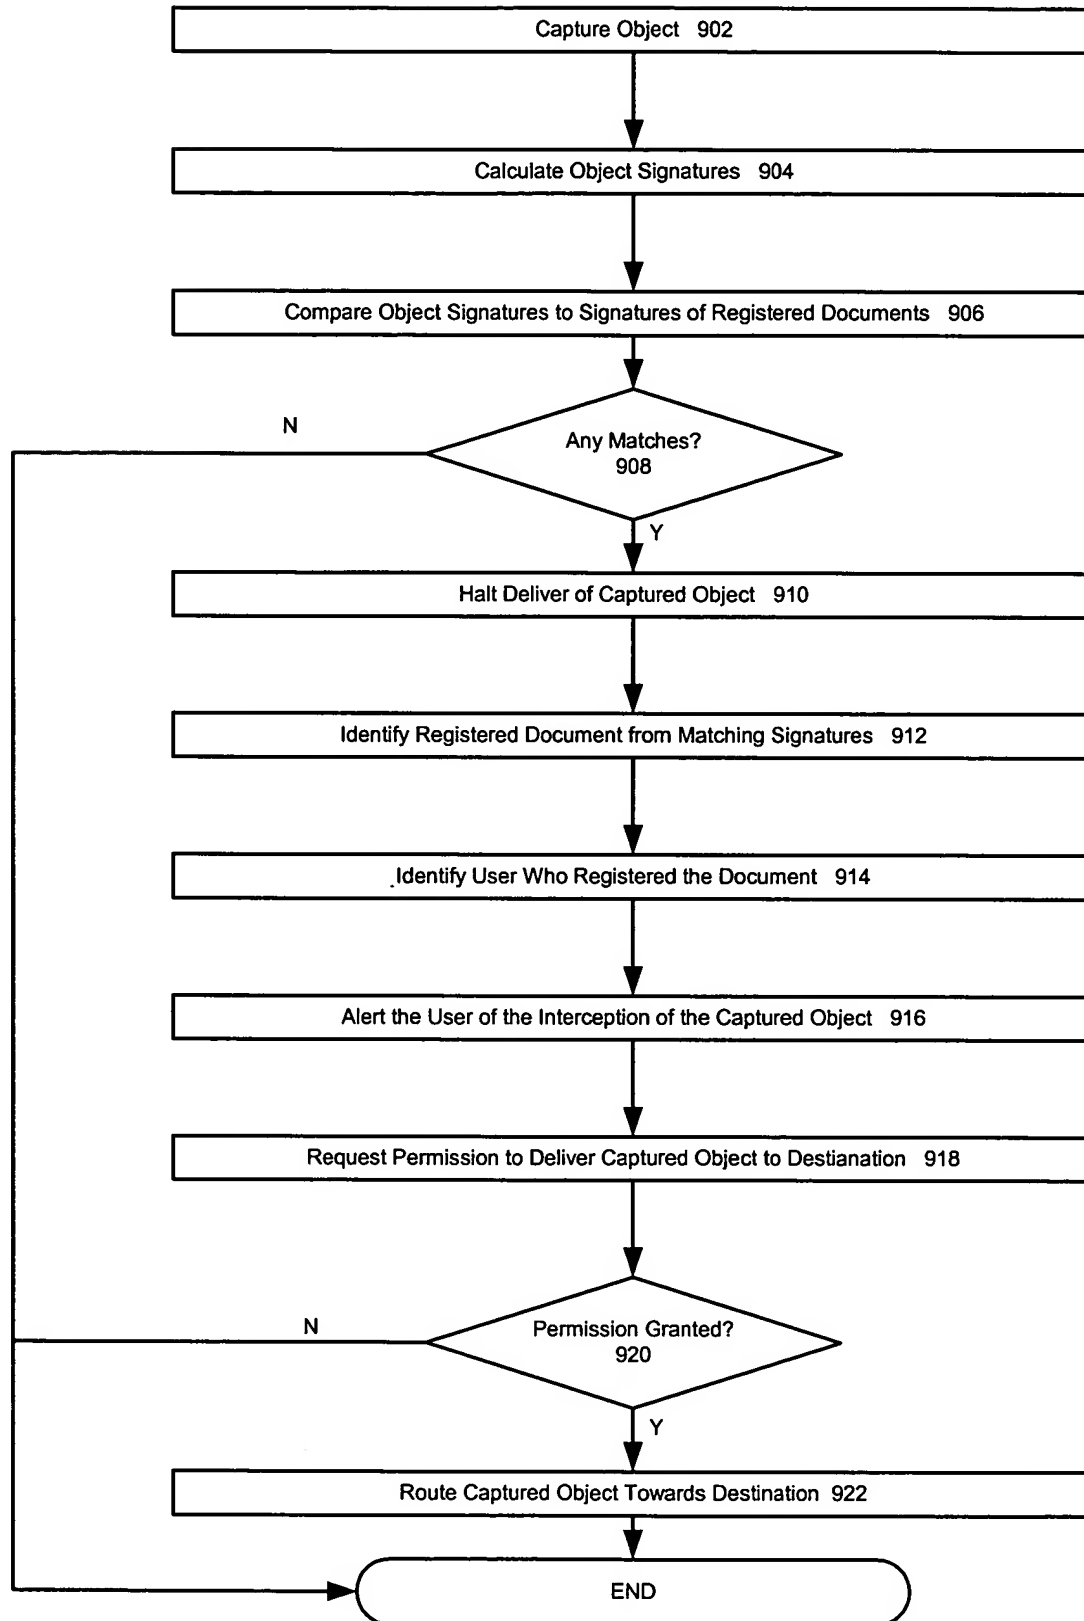 Capture Object 902
Calculate Object Signatures 904
Compare Object Signatures to Signatures of Registered Documents 906
Any Matches?
908
N
Y
Halt Deliver of Captured Object 910
Identify Registered Document from Matching Signatures 912
Identify User Who Registered the Document 914
Alert the User of the Interception of the Captured Object 916
Request Permission to Deliver Captured Object to Destianation 918
Permission Granted?
920
N
Y
Route Captured Object Towards Destination 922
END